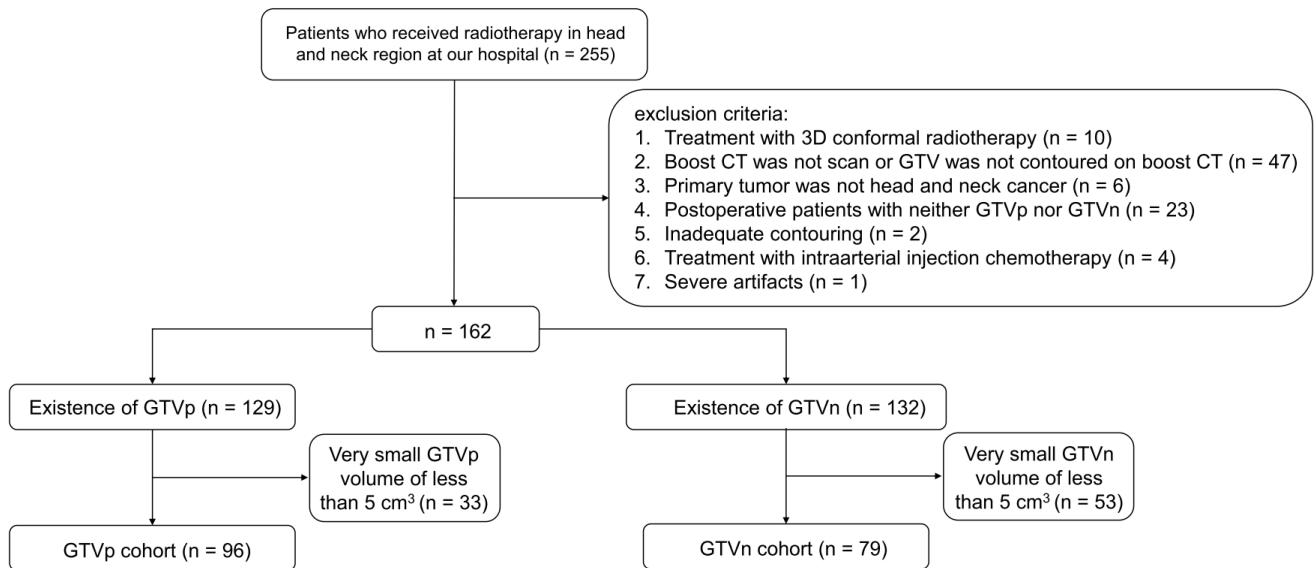 Patients who received radiotherapy in head
and neck region at our hospital (n = 255)
exclusion criteria:
1. Treatment with 3D conformal radiotherapy (n = 10)
2. Boost CT was not scan or GTV was not contoured on boost CT (n = 47)
3. Primary tumor was not head and neck cancer (n = 6)
4. Postoperative patients with neither GTVp nor GTVn (n = 23)
5. Inadequate contouring (n = 2)
6. Treatment with intraarterial injection chemotherapy (n = 4)
7. Severe artifacts (n = 1)
n = 162
Existence of GTVp (n = 129)
Existence of GTVn (n = 132)
Very small GTVp
volume of less
than 5 cm³ (n = 33)
Very small GTVn
volume of less
than 5 cm³ (n = 53)
GTVp cohort (n = 96)
GTVn cohort (n = 79)